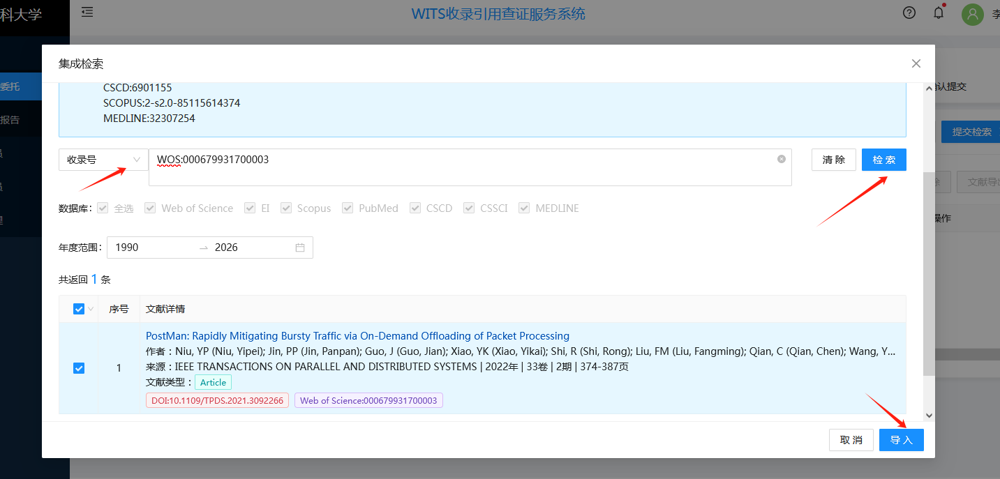 科大学
WITS收录引用查证服务系统
李
委托
报告
员
员
理
确认提交
提交检索
除
文献导出
操作
集成检索
CSCD:6901155
SCOPUS:2-s2.0-85115614374
MEDLINE:32307254
收录号 WOS:000679931700003 清 除 检 索
数据库: 全选 Web of Science EI Scopus PubMed CSCD CSSCI MEDLINE
年度范围: 1990 → 2026
共返回 1 条
序号 文献详情
PostMan: Rapidly Mitigating Bursty Traffic via On-Demand Offloading of Packet Processing
作者：Niu, YP (Niu, Yipei); Jin, PP (Jin, Panpan); Guo, J (Guo, Jian); Xiao, YK (Xiao, Yikai); Shi, R (Shi, Rong); Liu, FM (Liu, Fangming); Qian, C (Qian, Chen); Wang, Y...
1
来源：IEEE TRANSACTIONS ON PARALLEL AND DISTRIBUTED SYSTEMS | 2022年 | 33卷 | 2期 | 374-387页
文献类型： Article
DOI:10.1109/TPDS.2021.3092266 Web of Science:000679931700003
取 消 导 入